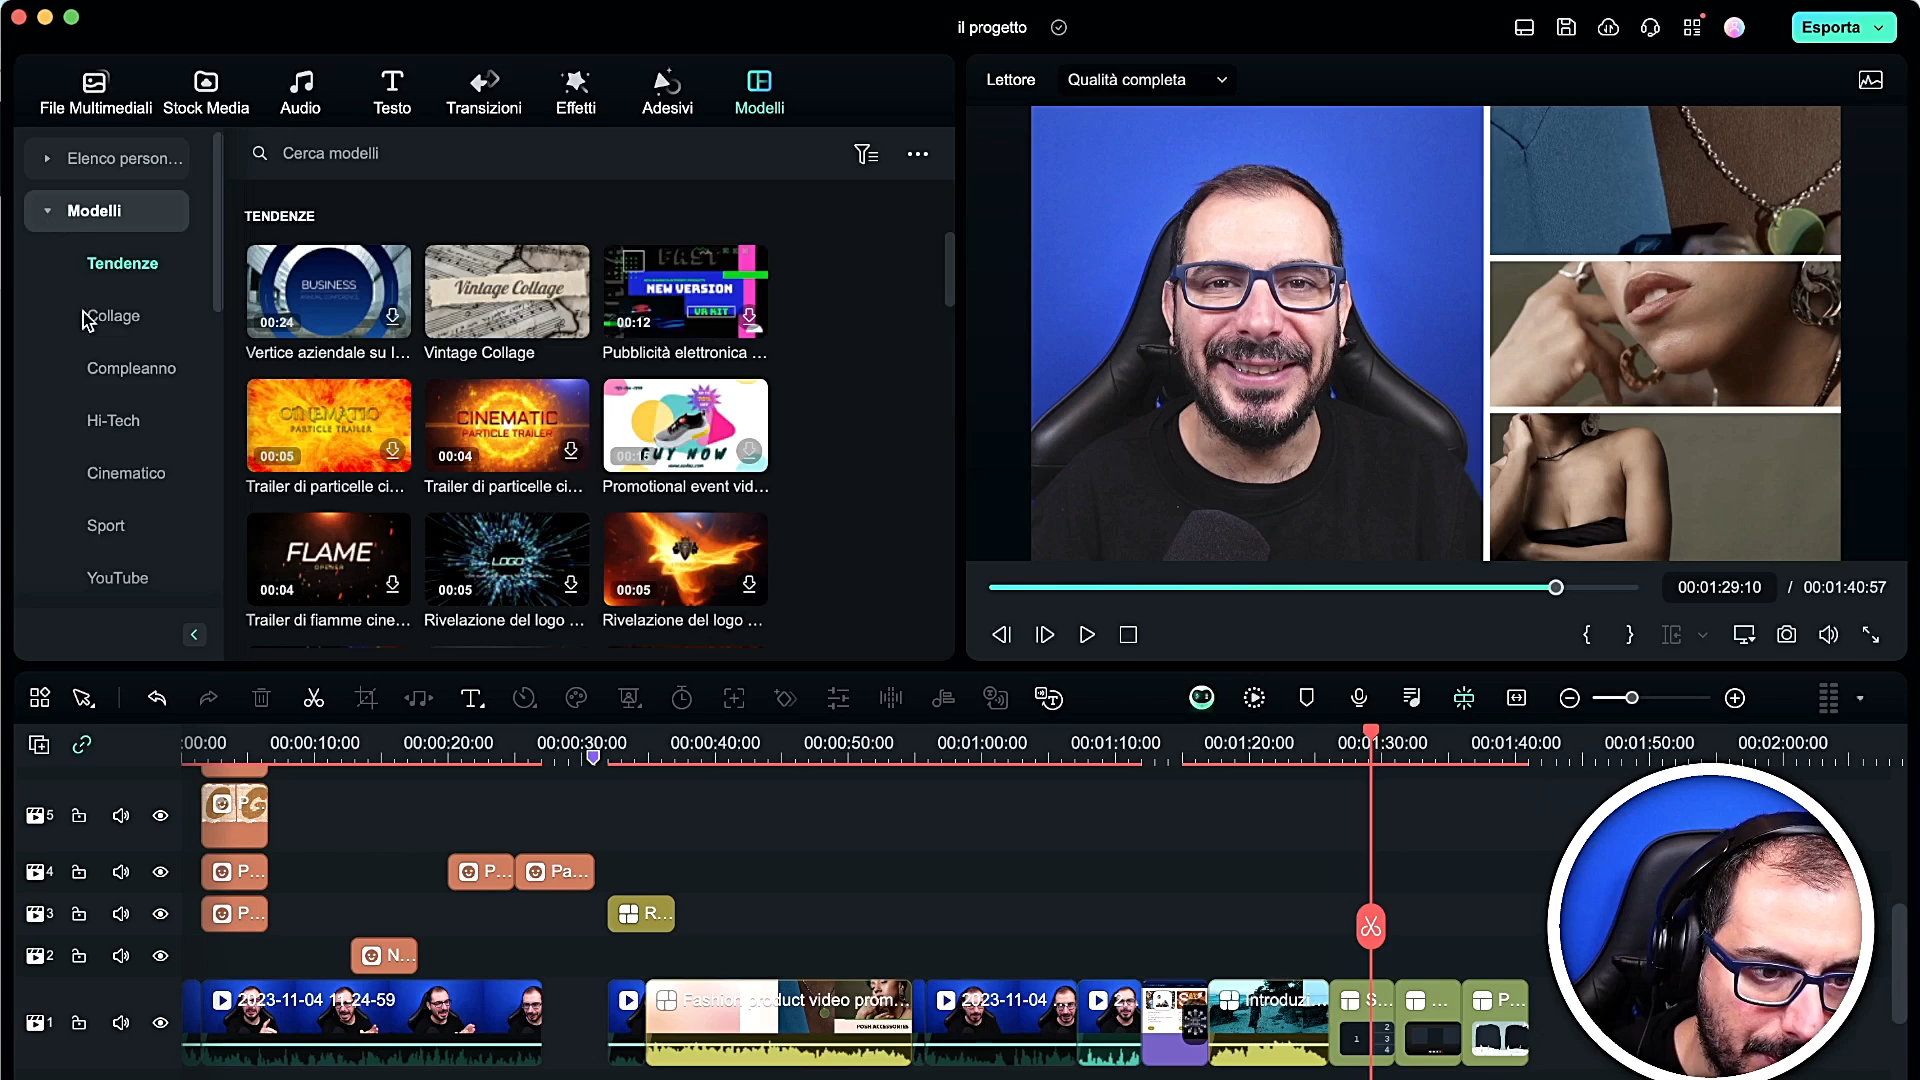 il progetto
Esporta
File Multimediali
Stock Media
Audio
Testo
Transizioni
Effetti
Adesivi
Modelli
Lettore
Qualità completa
Elenco person...
Modelli
Tendenze
Collage
Compleanno
Hi-Tech
Cinematico
Sport
YouTube
Cerca modelli
TENDENZE
BUSINESS
00:24
Vertice aziendale su l...
Vintage Collage
Vintage Collage
FAST
NEW VERSION
UR KIT
00:12
Pubblicità elettronica ...
CINEMATIC
PARTICLE TRAILER
00:05
Trailer di particelle ci...
CINEMATIC
PARTICLE TRAILER
00:04
Trailer di particelle ci...
BUY NOW
00:15
Promotional event vid...
FLAME
OPENER
00:04
Trailer di fiamme cine...
LOGO
00:05
Rivelazione del logo ...
00:05
Rivelazione del logo ...
00:01:29:10 / 00:01:40:57
:00:00
00:00:10:00
00:00:20:00
00:00:30:00
00:00:40:00
00:00:50:00
00:01:00:00
00:01:10:00
00:01:20:00
00:01:30:00
00:01:40:00
00:01:50:00
00:02:00:00
5
P...
4
P...
P...
Pa...
3
P...
R...
2
N...
1
2023-11-04 11-24-59
Fashion product video prom...
POSH ACCESSORIES
2023-11-04 ...
2...
S...
Introduzi...
S...
1
2
3
4
...
P...